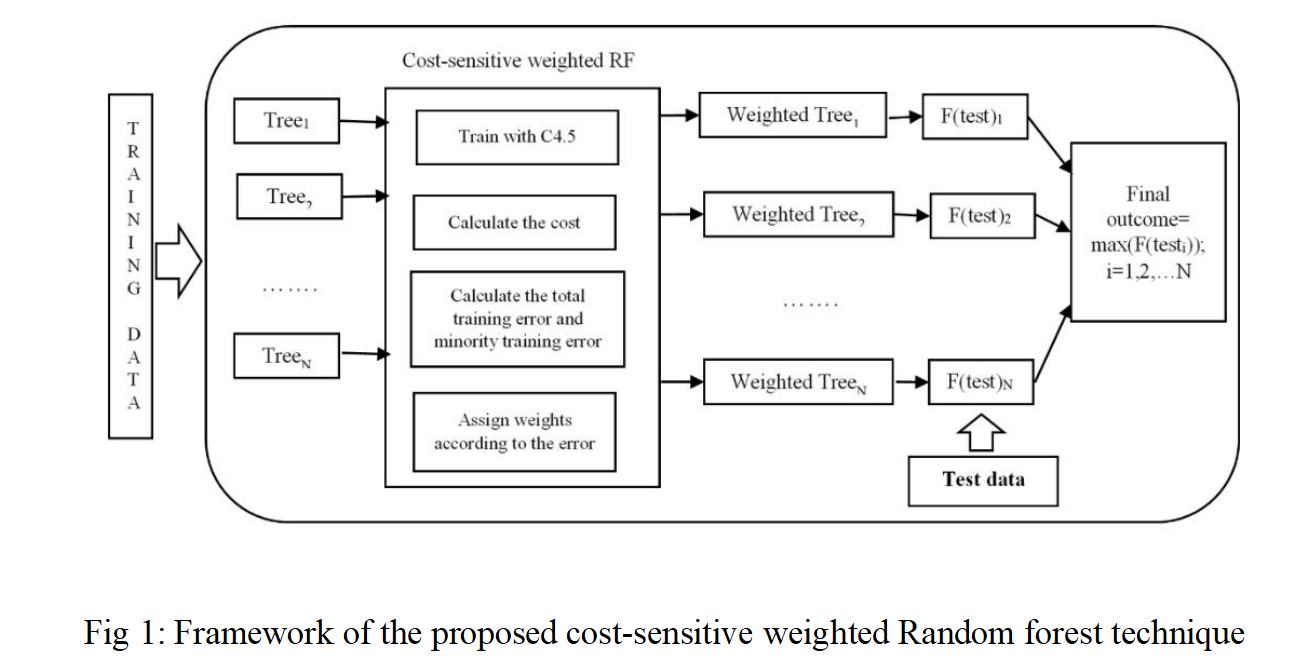 Cost-sensitive weighted RF
TRAINING DATA
Tree₁
Tree₂
.......
Tree_N
Train with C4.5
Calculate the cost
Calculate the total
training error and
minority training error
Assign weights
according to the error
Weighted Tree₁
Weighted Tree₂
.......
Weighted Tree_N
F(test)₁
F(test)₂
F(test)_N
Test data
Final
outcome=
max(F(testᵢ));
i=1,2,...N
Fig 1: Framework of the proposed cost-sensitive weighted Random forest technique